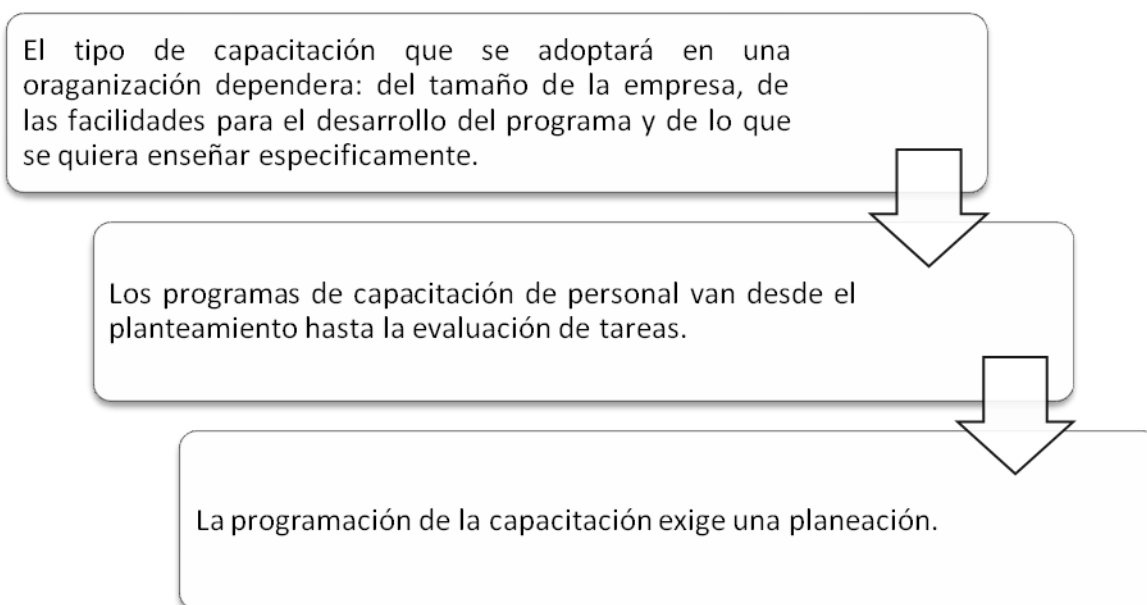 El tipo de capacitación que se adoptará en una
oraganización dependera: del tamaño de la empresa, de
las facilidades para el desarrollo del programa y de lo que
se quiera enseñar especificamente.
Los programas de capacitación de personal van desde el
planteamiento hasta la evaluación de tareas.
La programación de la capacitación exige una planeación.